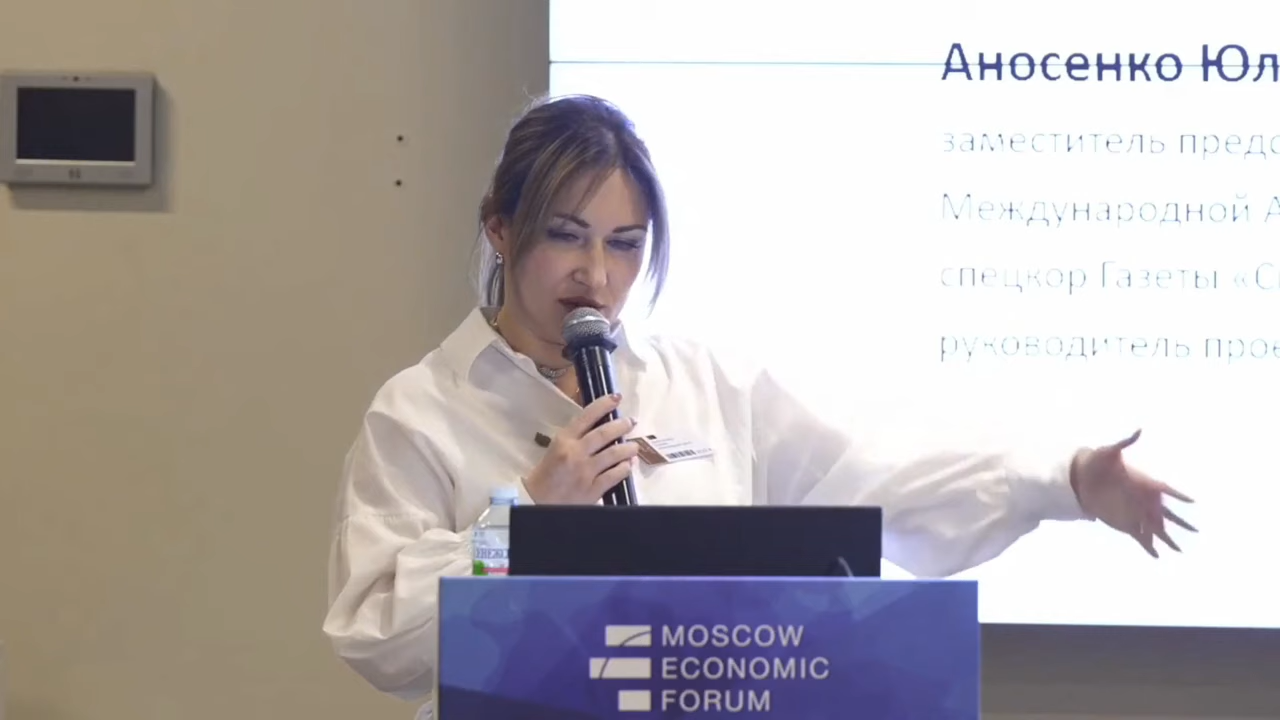 Аносенко Юл
заместитель предс
Международной А
спецкор Газеты «С
руководитель прое
MOSCOW
ECONOMIC
FORUM